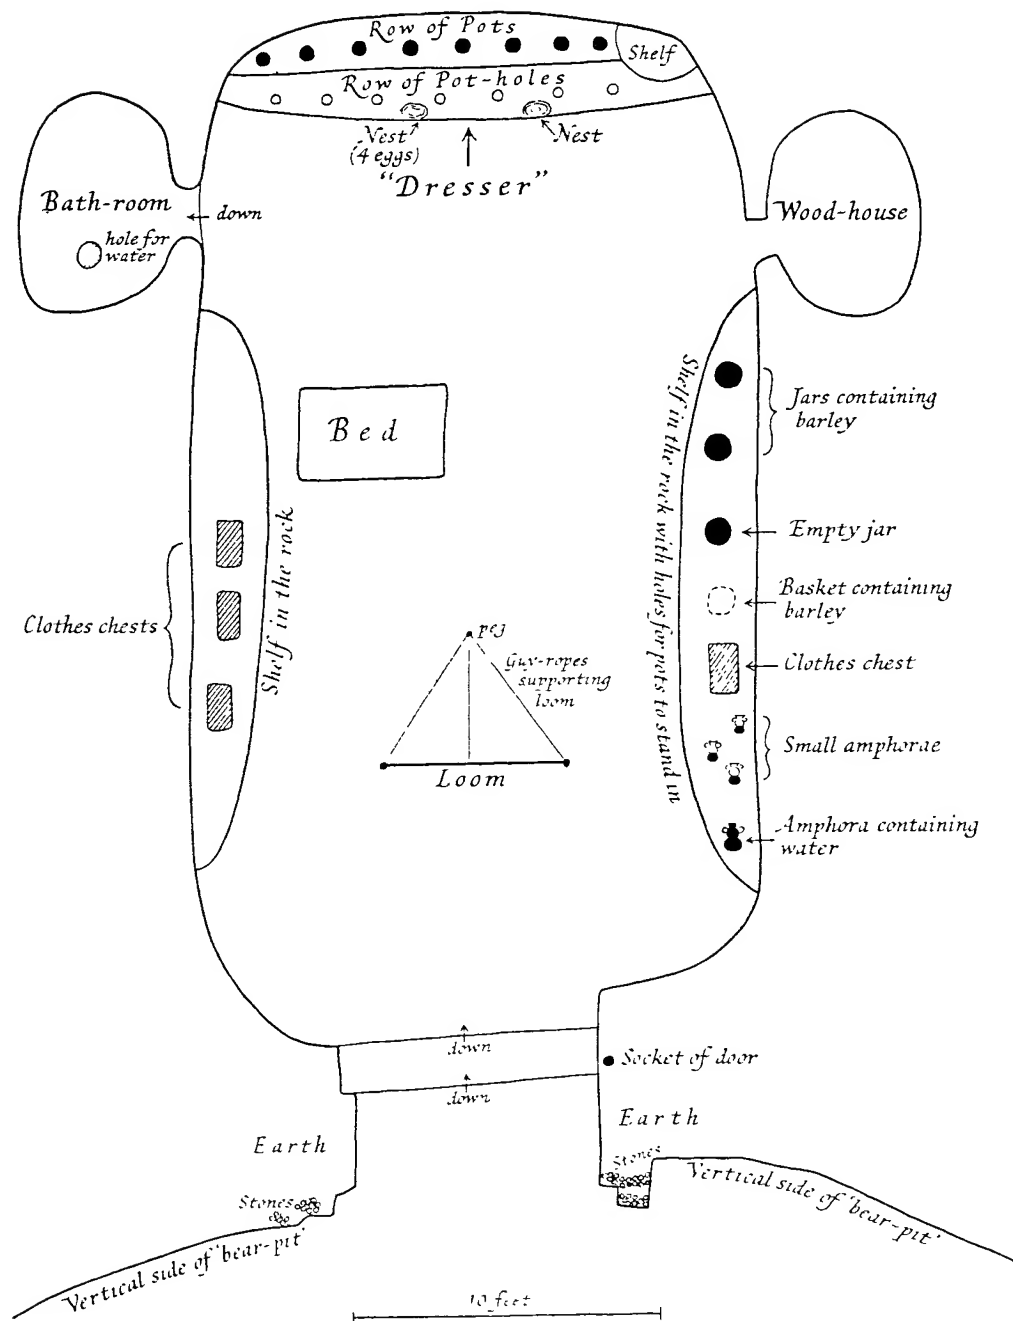 Row of Pots
Shelf
Row of Pot-holes
Nest
(4 eggs)
Nest
"Dresser"
Bath-room
down
hole for
water
Wood-house
Bed
Jars containing
barley
Empty jar
Basket containing
barley
Clothes chest
Small amphorae
Amphora containing
water
Shelf in the rock with holes for pots to stand in
Clothes chests
Shelf in the rock
peg
Guy-ropes
supporting
loom
Loom
down
Socket of door
down
Earth
Earth
Stones
Stones
Vertical side of 'bear-pit'
Vertical side of 'bear-pit'
10 feet